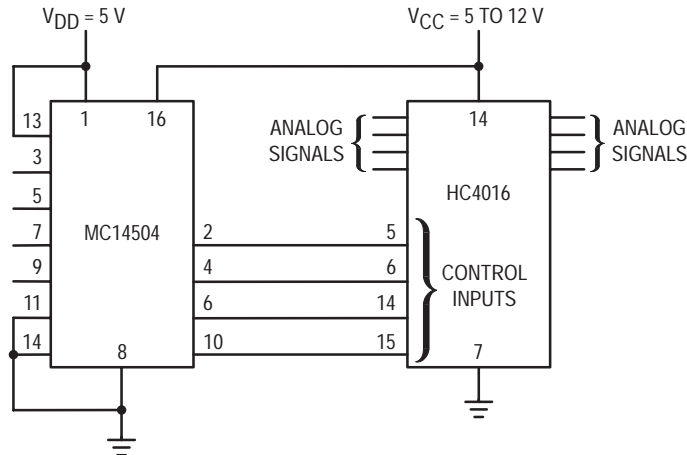 VDD = 5 V
VCC = 5 TO 12 V
13
1
16
14
ANALOG
SIGNALS
ANALOG
SIGNALS
3
5
HC4016
7
MC14504
2
5
9
4
6
CONTROL
INPUTS
11
6
14
14
8
10
15
7